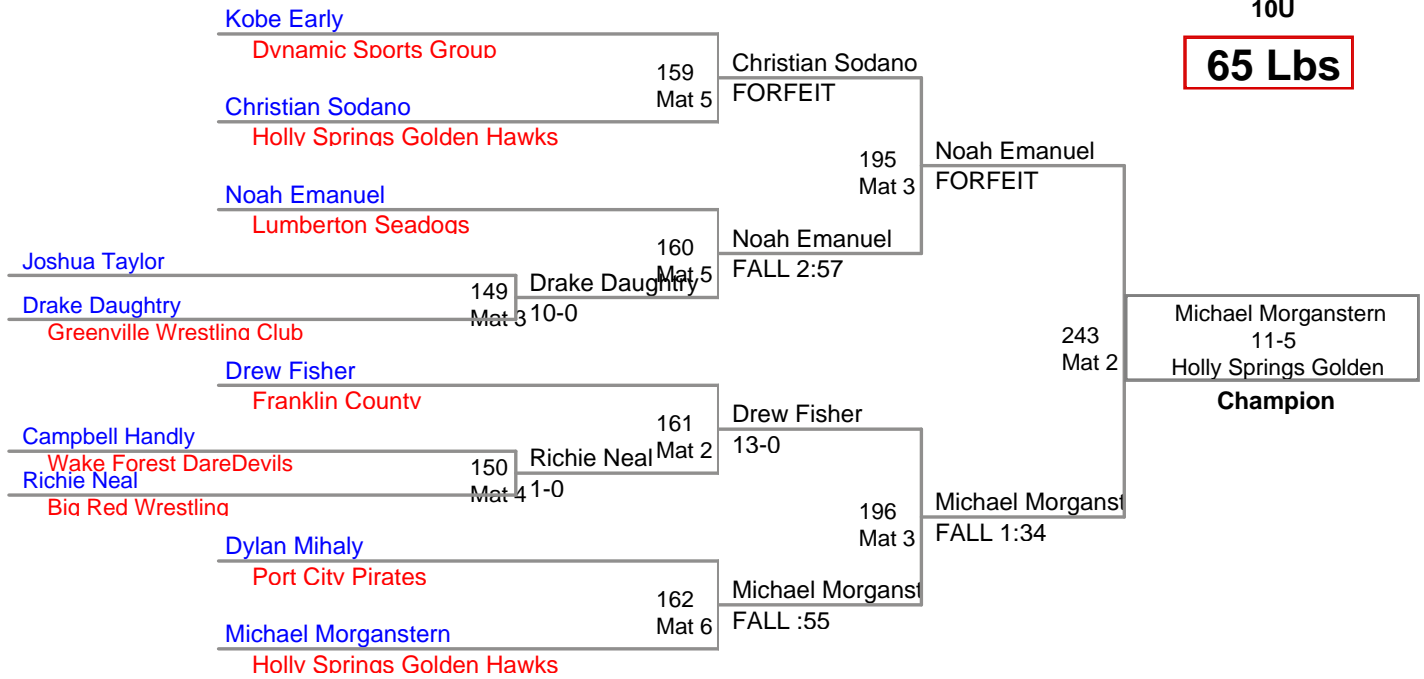 10U
65 Lbs
Kobe Early
Dynamic Sports Group
159
Mat 5
Christian Sodano
FORFEIT
Christian Sodano
Holly Springs Golden Hawks
195
Mat 3
Noah Emanuel
FORFEIT
Noah Emanuel
Lumberton Seadogs
160
Mat 5
Noah Emanuel
FALL 2:57
Joshua Taylor
149
Mat 3
Drake Daughtry
10-0
Drake Daughtry
Greenville Wrestling Club
243
Mat 2
Michael Morganstern
11-5
Holly Springs Golden
Champion
Drew Fisher
Franklin County
161
Mat 2
Drew Fisher
13-0
Campbell Handly
Wake Forest DareDevils
150
Mat 4
Richie Neal
1-0
Richie Neal
Big Red Wrestling
196
Mat 3
Michael Morganst
FALL 1:34
Dylan Mihaly
Port City Pirates
162
Mat 6
Michael Morganst
FALL :55
Michael Morganstern
Holly Springs Golden Hawks